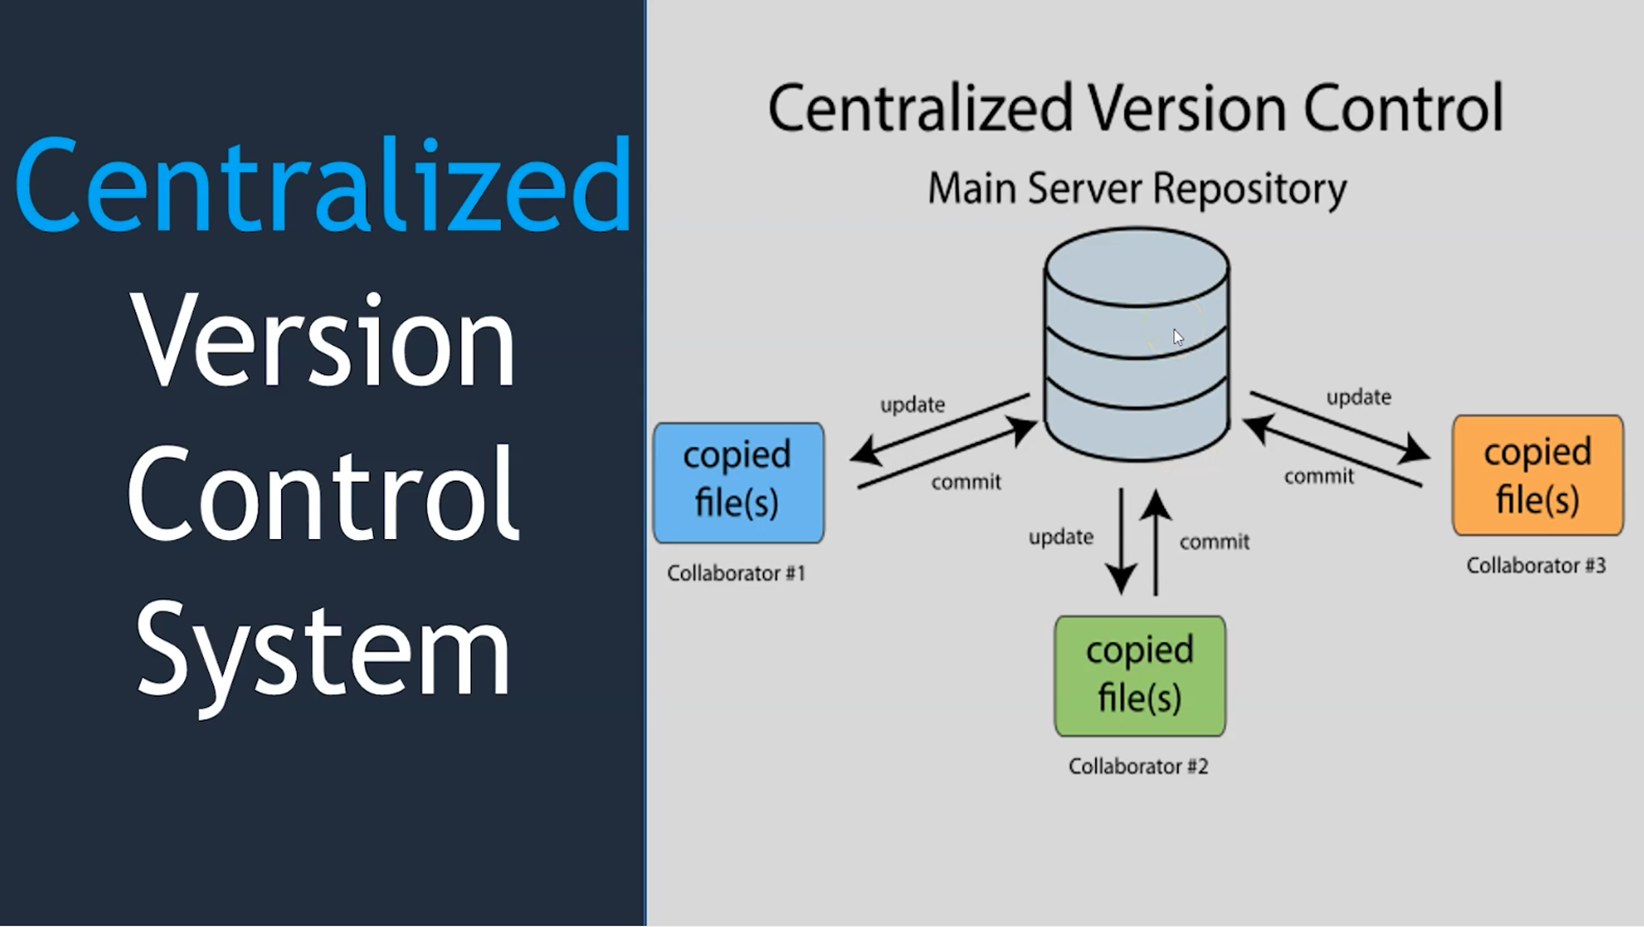 Centralized
Version
Control
System
Centralized Version Control
Main Server Repository
update
commit
update
commit
update
commit
copied
file(s)
Collaborator #1
copied
file(s)
Collaborator #2
copied
file(s)
Collaborator #3